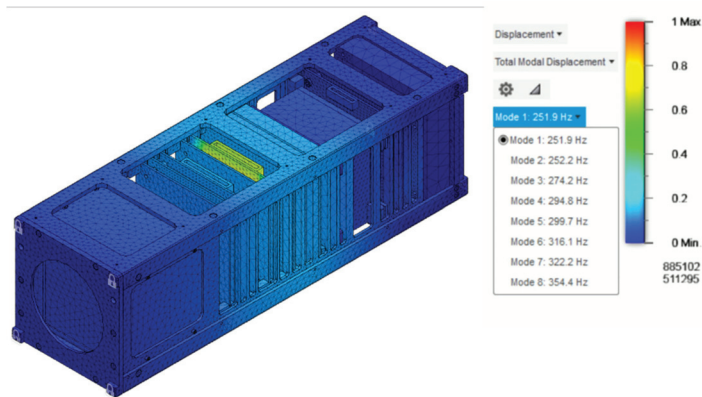 Displacement
Total Modal Displacement
Mode 1: 251.9 Hz
Mode 1: 251.9 Hz
Mode 2: 252.2 Hz
Mode 3: 274.2 Hz
Mode 4: 294.8 Hz
Mode 5: 299.7 Hz
Mode 6: 316.1 Hz
Mode 7: 322.2 Hz
Mode 8: 354.4 Hz
1 Max
0.8
0.6
0.4
0.2
0 Min.
885102
511295